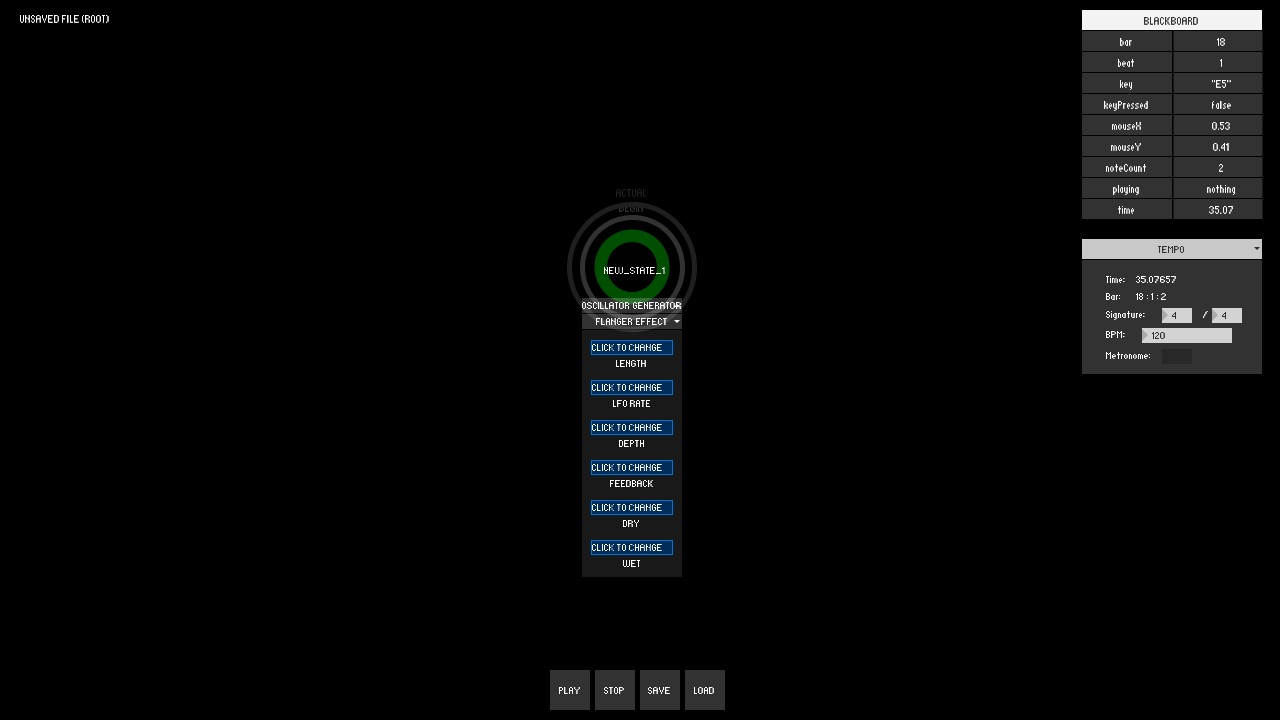 UNSAVED FILE (ROOT)
BLACKBOARD
bar 18
beat 1
key "E5"
keyPressed false
mouseX 0.53
mouseY 0.41
noteCount 2
playing nothing
time 35.07
TEMPO
Time: 35.07657
Bar: 18 : 1 : 2
Signature: 4 / 4
BPM: 120
Metronome:
ACTUAL
NEW_STATE_1
OSCILLATOR GENERATOR
FLANGER EFFECT
CLICK TO CHANGE
LENGTH
CLICK TO CHANGE
LFO RATE
CLICK TO CHANGE
DEPTH
CLICK TO CHANGE
FEEDBACK
CLICK TO CHANGE
DRY
CLICK TO CHANGE
WET
PLAY STOP SAVE LOAD